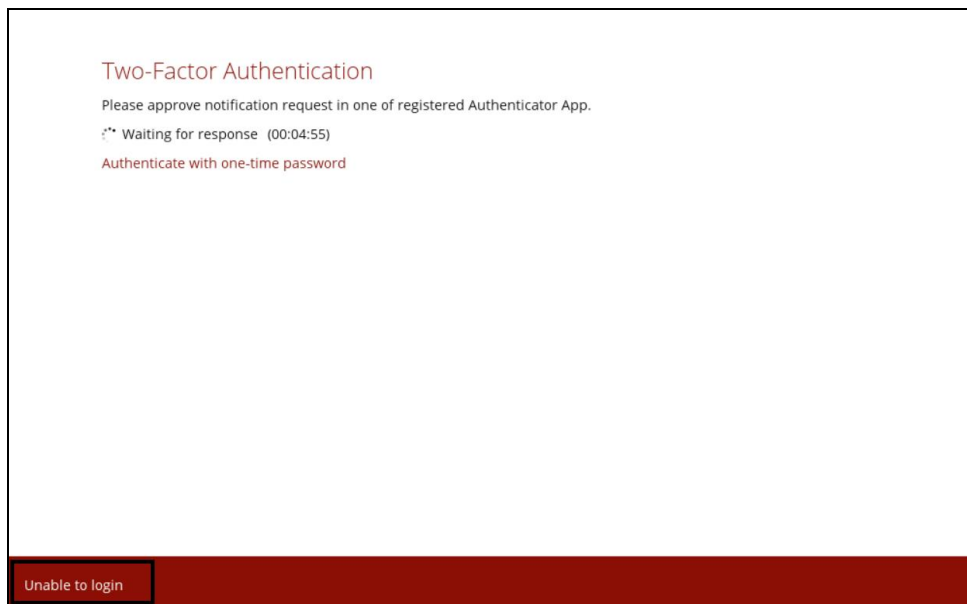 Two-Factor Authentication
Please approve notification request in one of registered Authenticator App.
Waiting for response (00:04:55)
Authenticate with one-time password
Unable to login